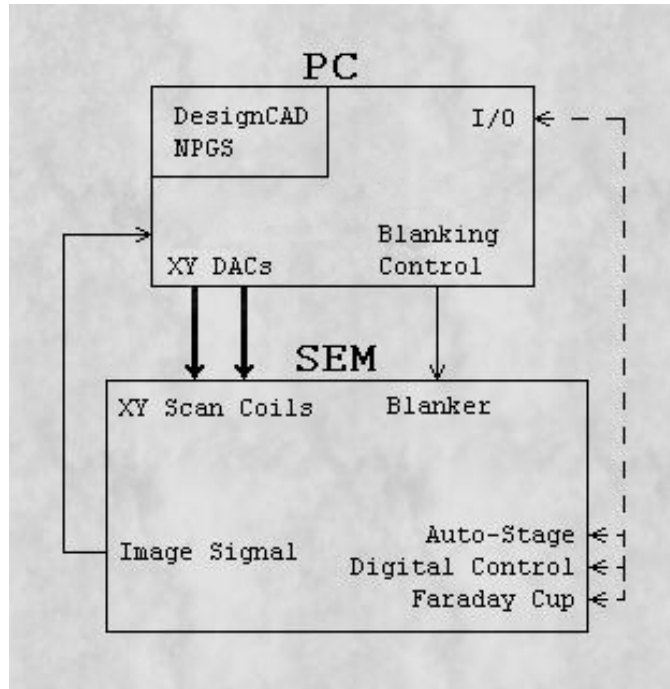 PC
DesignCAD
NPGS
I/O
XY DACs
Blanking
Control
SEM
XY Scan Coils
Blanker
Image Signal
Auto-Stage
Digital Control
Faraday Cup